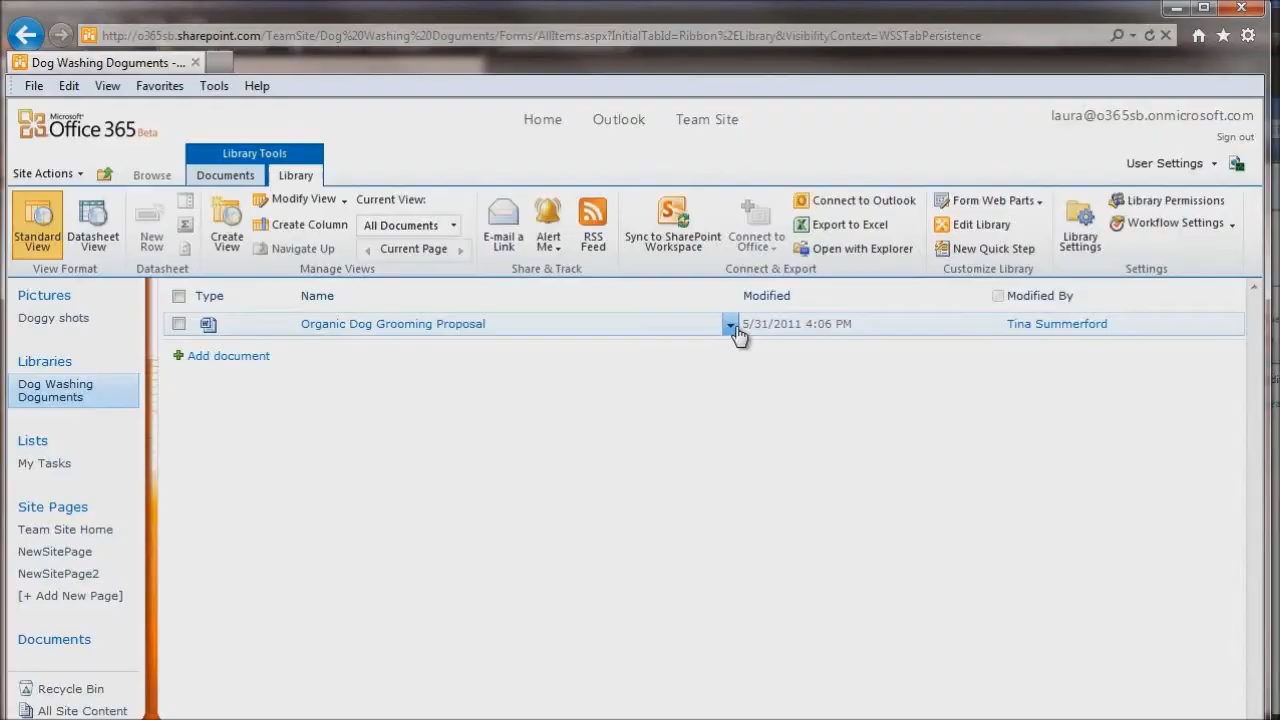 http://o365sb.sharepoint.com/TeamSite/Dog%20Washing%20Doguments/Forms/AllItems.aspx?InitialTabId=Ribbon%2ELibrary&VisibilityContext=WSSTabPersistence
Dog Washing Doguments -...
File Edit View Favorites Tools Help
Microsoft
Office 365 Beta
Home Outlook Team Site
laura@o365sb.onmicrosoft.com
Sign out
Library Tools
User Settings
Site Actions Browse Documents Library
Standard View
Datasheet View
View Format
New Row
Datasheet
Create View
Modify View
Create Column
Navigate Up
Current View:
All Documents
Current Page
Manage Views
E-mail a Link
Alert Me
RSS Feed
Share & Track
Sync to SharePoint Workspace
Connect to Office
Connect to Outlook
Export to Excel
Open with Explorer
Connect & Export
Form Web Parts
Edit Library
New Quick Step
Customize Library
Library Settings
Library Permissions
Workflow Settings
Settings
Pictures
Doggy shots
Libraries
Dog Washing
Doguments
Lists
My Tasks
Site Pages
Team Site Home
NewSitePage
NewSitePage2
[+ Add New Page]
Documents
Recycle Bin
All Site Content
Type Name Modified Modified By
Organic Dog Grooming Proposal 5/31/2011 4:06 PM Tina Summerford
Add document